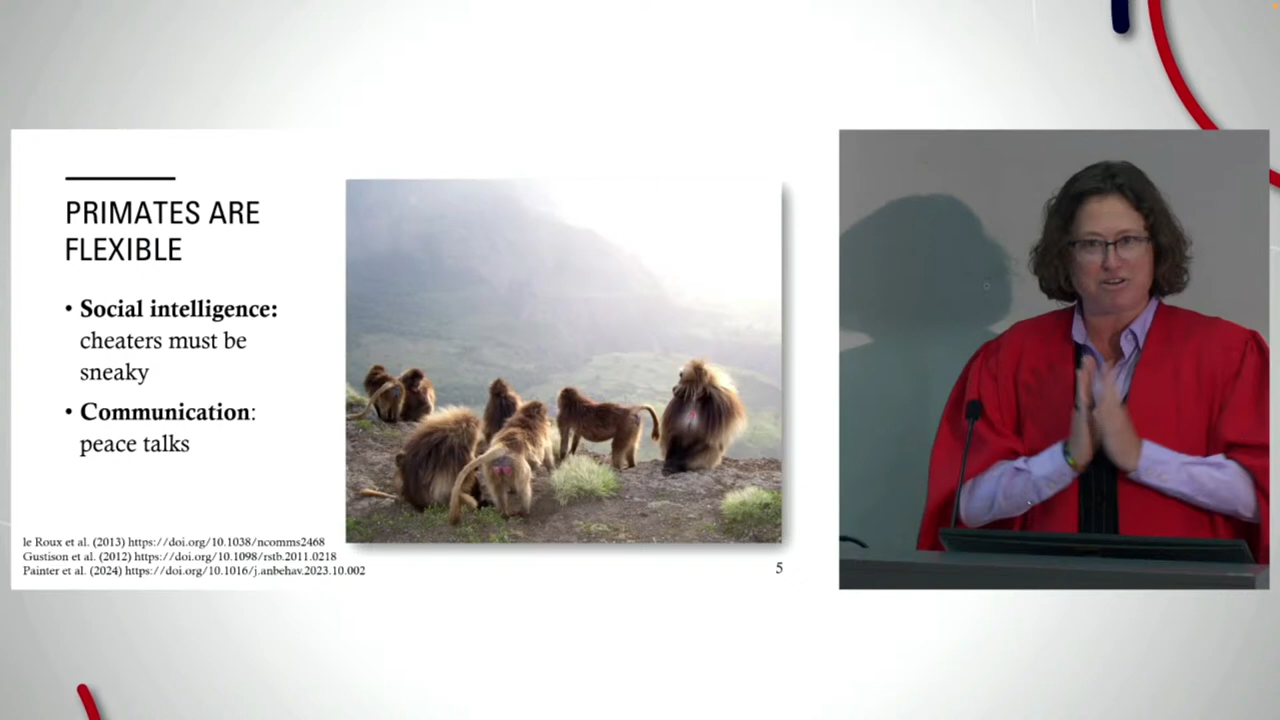 PRIMATES ARE
FLEXIBLE
• Social intelligence:
cheaters must be
sneaky
• Communication:
peace talks
le Roux et al. (2013) https://doi.org/10.1038/ncomms2468
Gustison et al. (2012) https://doi.org/10.1098/rstb.2011.0218
Painter et al. (2024) https://doi.org/10.1016/j.anbehav.2023.10.002
5